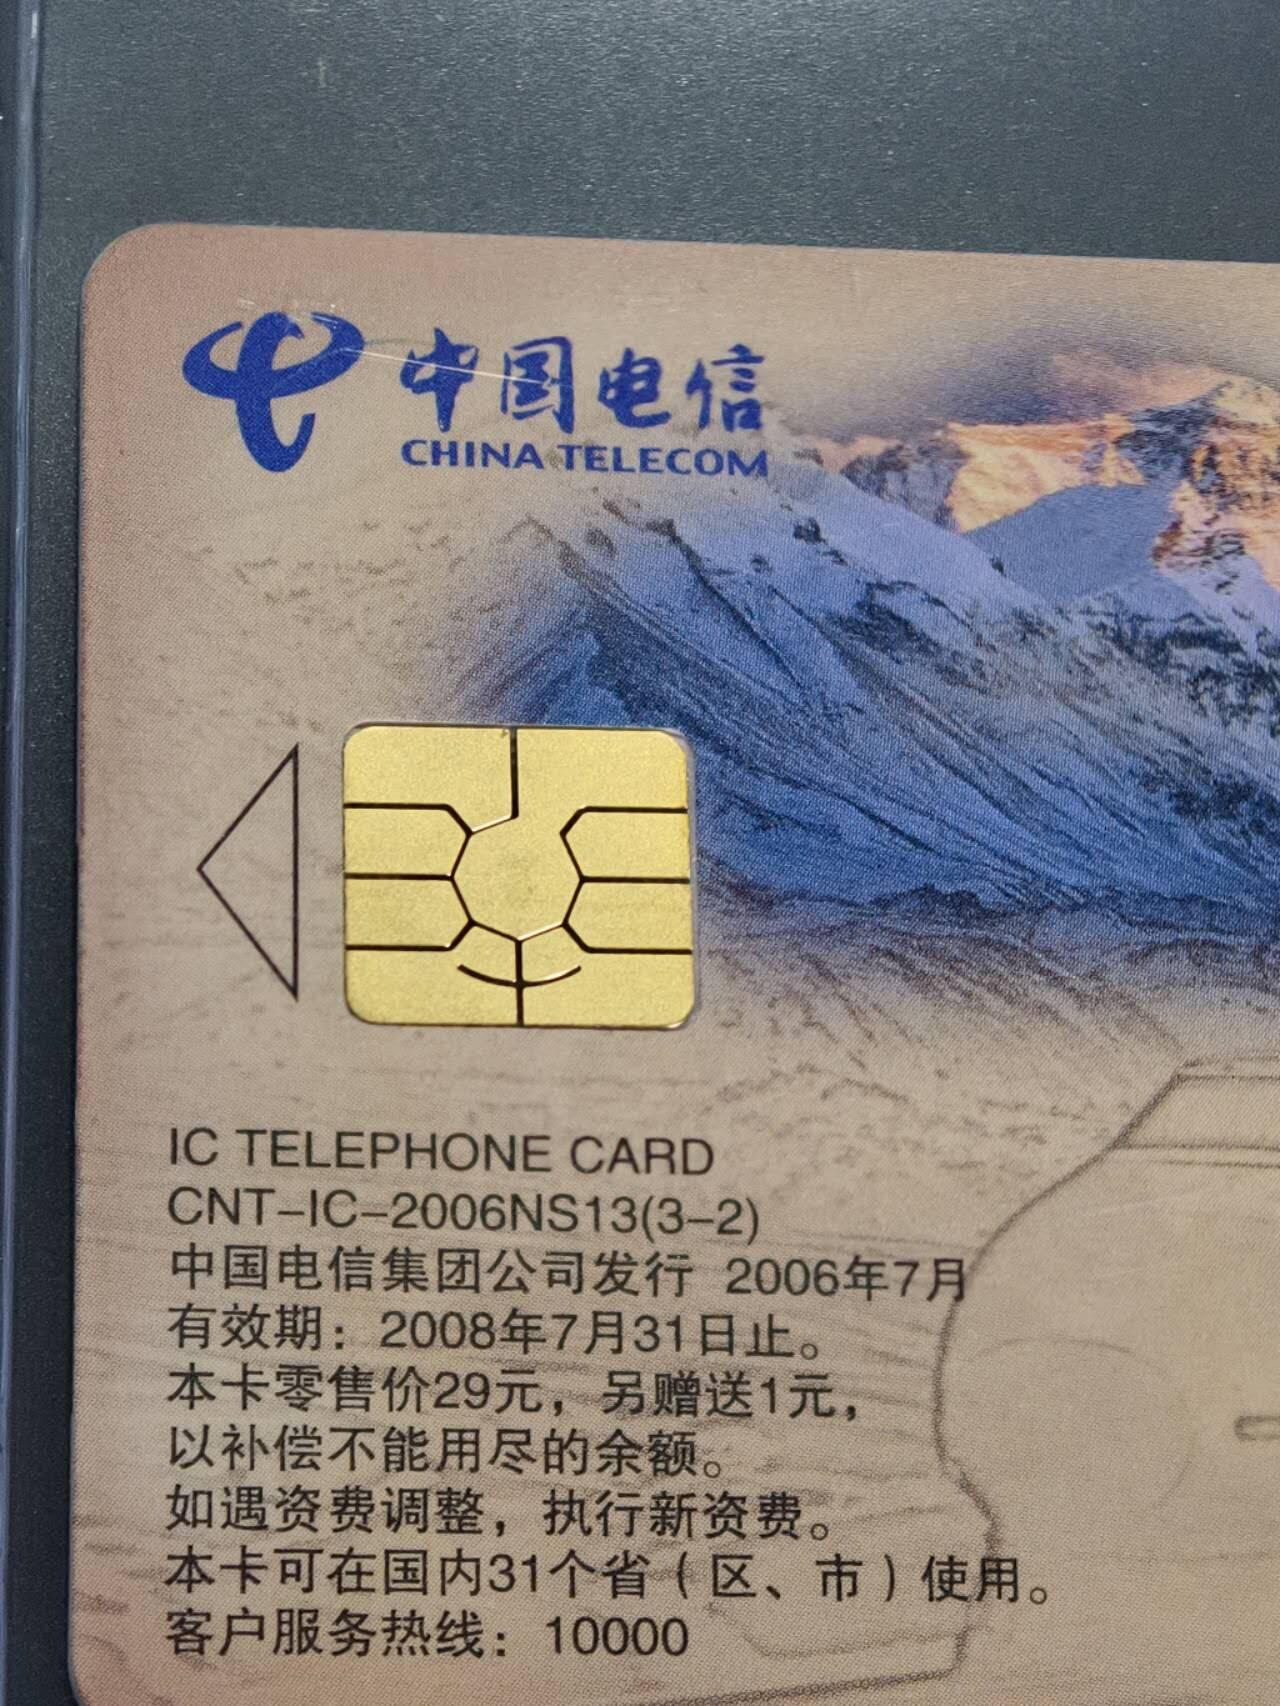 中国电信
CHINA TELECOM
IC TELEPHONE CARD
CNT-IC-2006NS13(3-2)
中国电信集团公司发行 2006年7月
有效期：2008年7月31日止。
本卡零售价29元，另赠送1元，
以补偿不能用尽的余额。
如遇资费调整，执行新资费。
本卡可在国内31个省（区、市）使用。
客户服务热线：10000